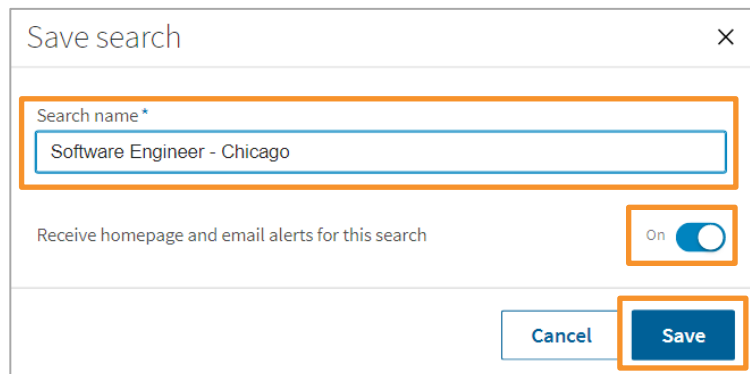 Save search
Search name *
Software Engineer - Chicago
Receive homepage and email alerts for this search
On
Cancel
Save